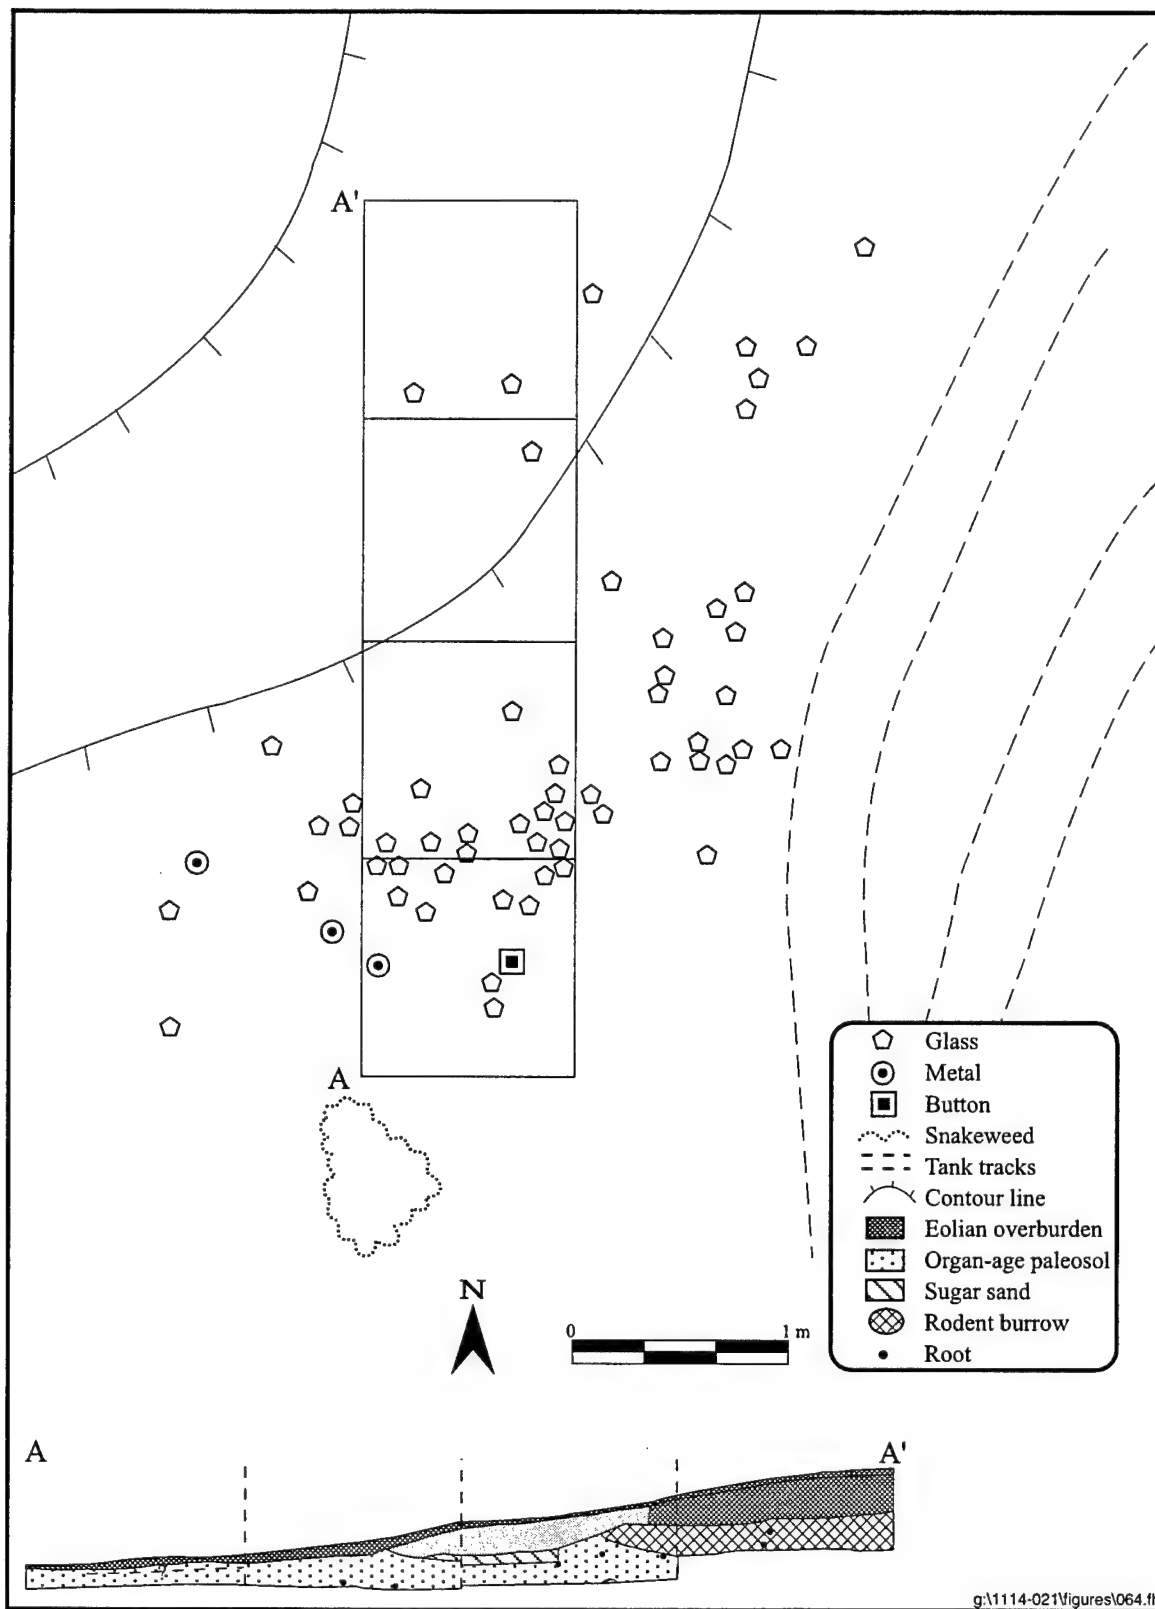 A'
A
Glass
Metal
Button
Snakeweed
Tank tracks
Contour line
Eolian overburden
Organ-age paleosol
Sugar sand
Rodent burrow
Root
N
0 1 m
A A'
g:\1114-021\figures\064.fh